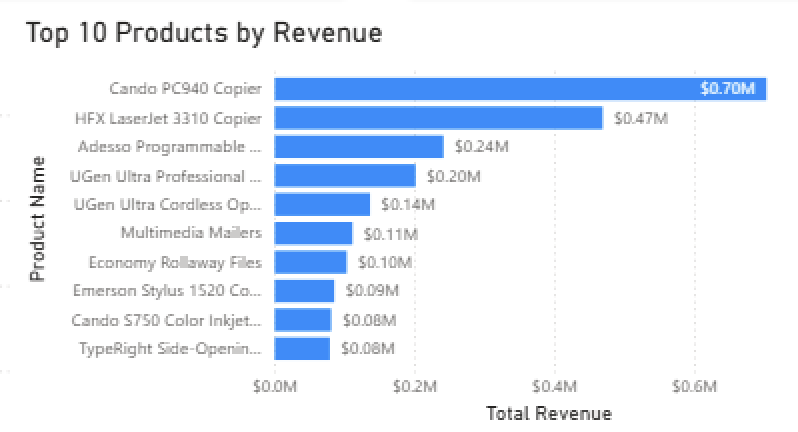 Top 10 Products by Revenue
Product Name
Cando PC940 Copier $0.70M
HFX LaserJet 3310 Copier $0.47M
Adesso Programmable ... $0.24M
UGen Ultra Professional ... $0.20M
UGen Ultra Cordless Op... $0.14M
Multimedia Mailers $0.11M
Economy Rollaway Files $0.10M
Emerson Stylus 1520 Co... $0.09M
Cando S750 Color Inkjet... $0.08M
TypeRight Side-Openin... $0.08M
$0.0M $0.2M $0.4M $0.6M
Total Revenue